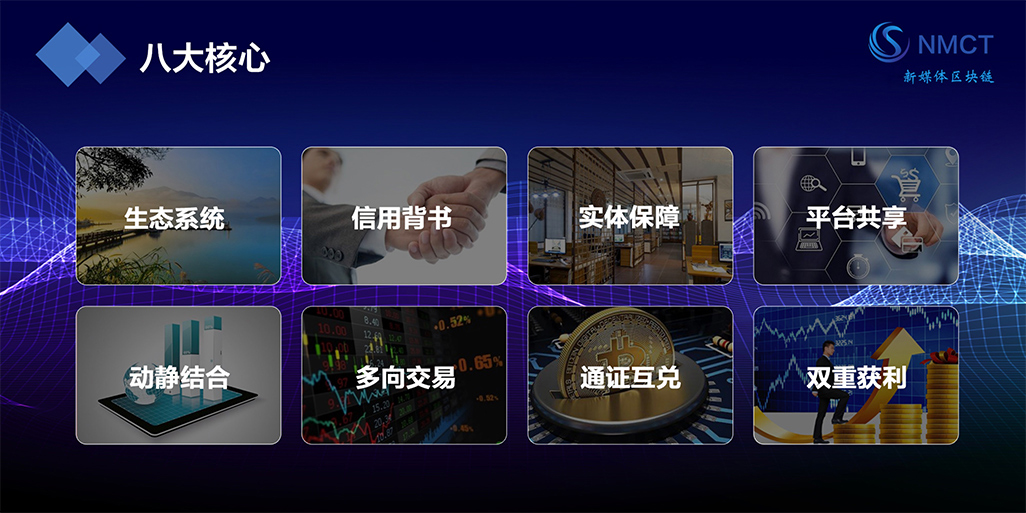 八大核心
NMCT
新媒体区块链
生态系统
信用背书
实体保障
平台共享
动静结合
多向交易
通证互兑
双重获利